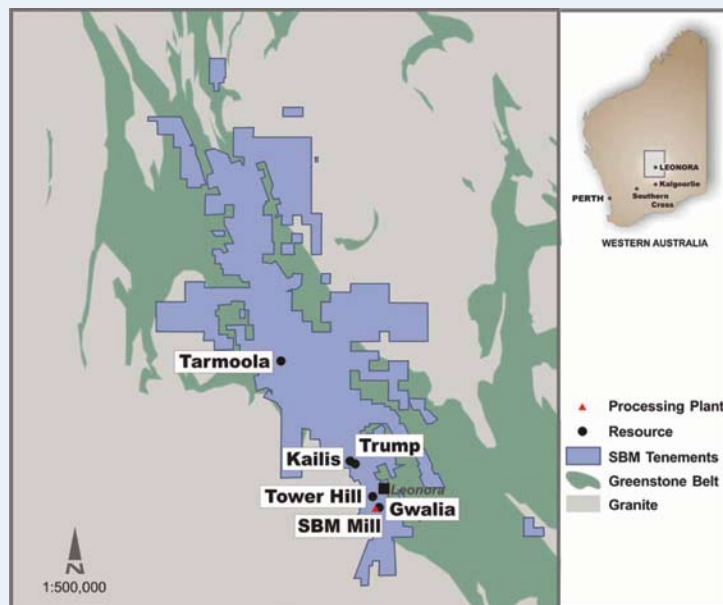 Tarmoola
Kailis
Trump
Tower Hill
Leonora
Gwalia
SBM Mill
N
1:500,000
LEONORA
Kalgourlie
PERTH
Southern
Cross
WESTERN AUSTRALIA
Processing Plant
Resource
SBM Tenements
Greenstone Belt
Granite